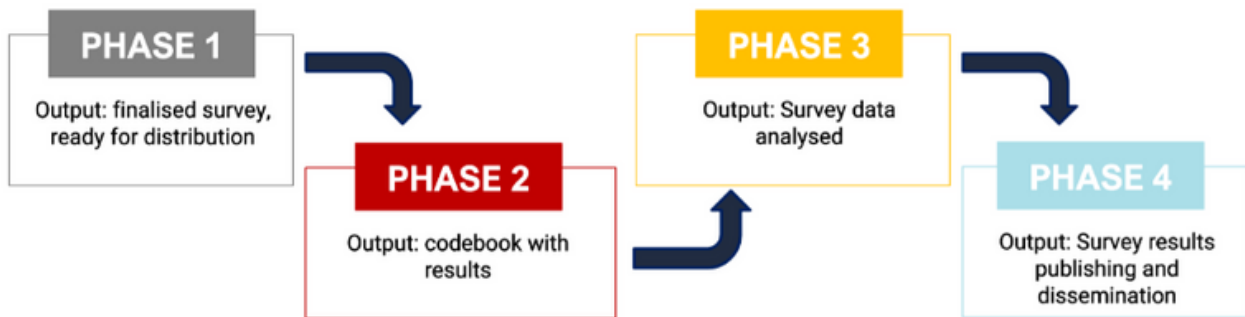 PHASE 1
Output: finalised survey,
ready for distribution
PHASE 2
Output: codebook with
results
PHASE 3
Output: Survey data
analysed
PHASE 4
Output: Survey results
publishing and
dissemination